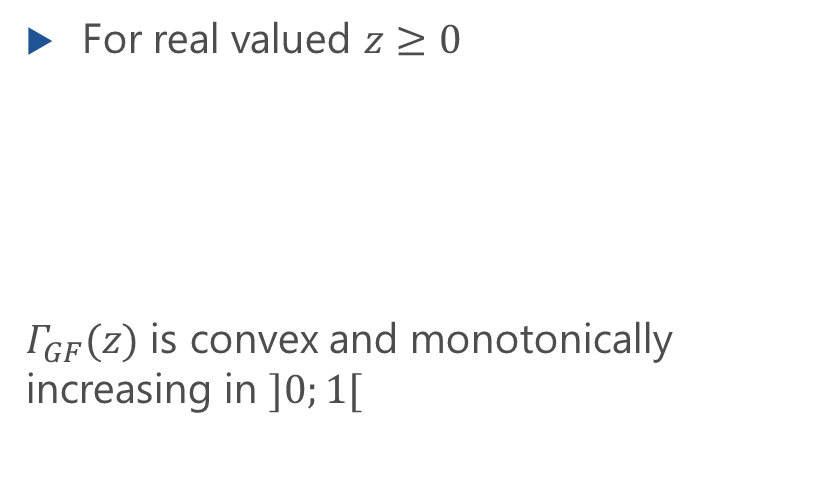 For real valued z ≥ 0
Γ_GF(z) is convex and monotonically
increasing in ]0; 1[